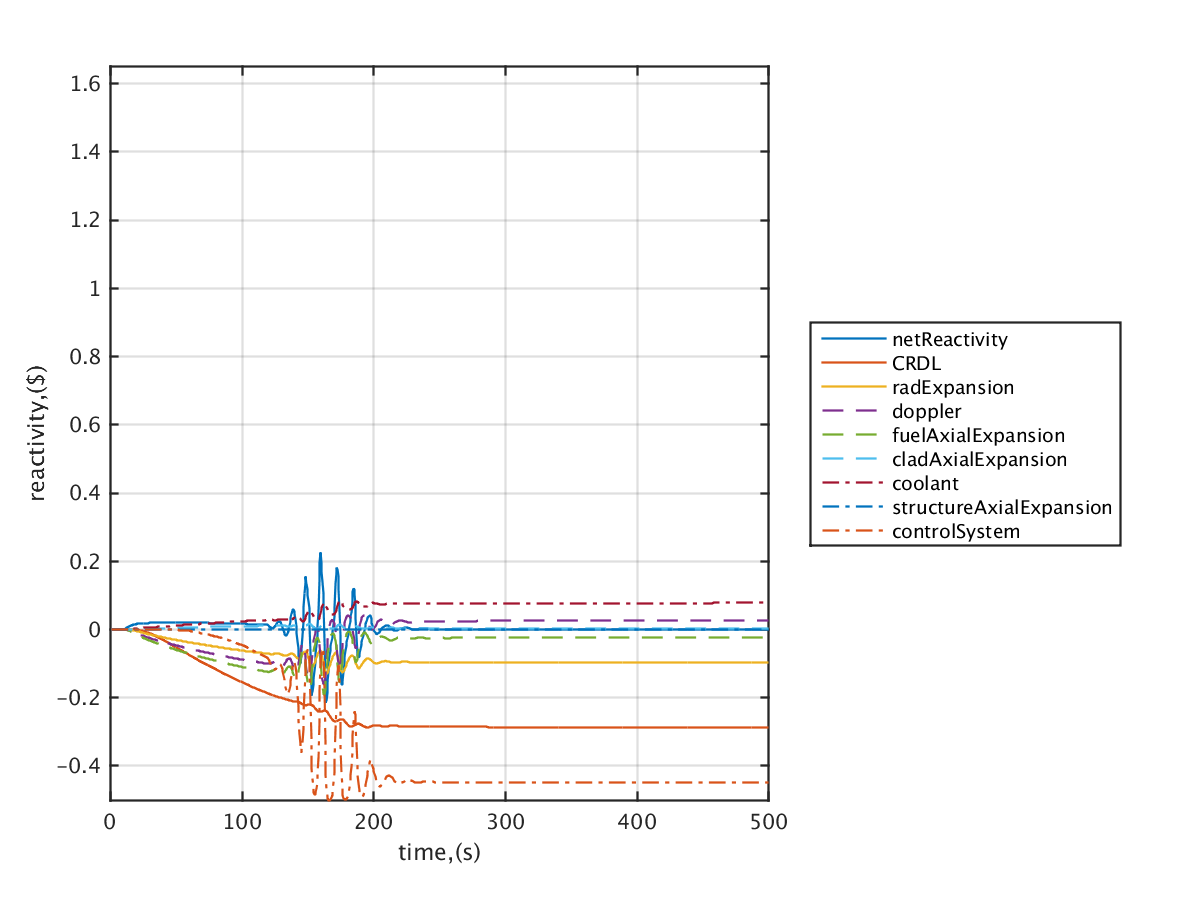 1.6
1.4
1.2
1
0.8
0.6
0.4
0.2
0
−0.2
−0.4
0 100 200 300 400 500
time,(s)
reactivity,($)
netReactivity
CRDL
radExpansion
doppler
fuelAxialExpansion
cladAxialExpansion
coolant
structureAxialExpansion
controlSystem